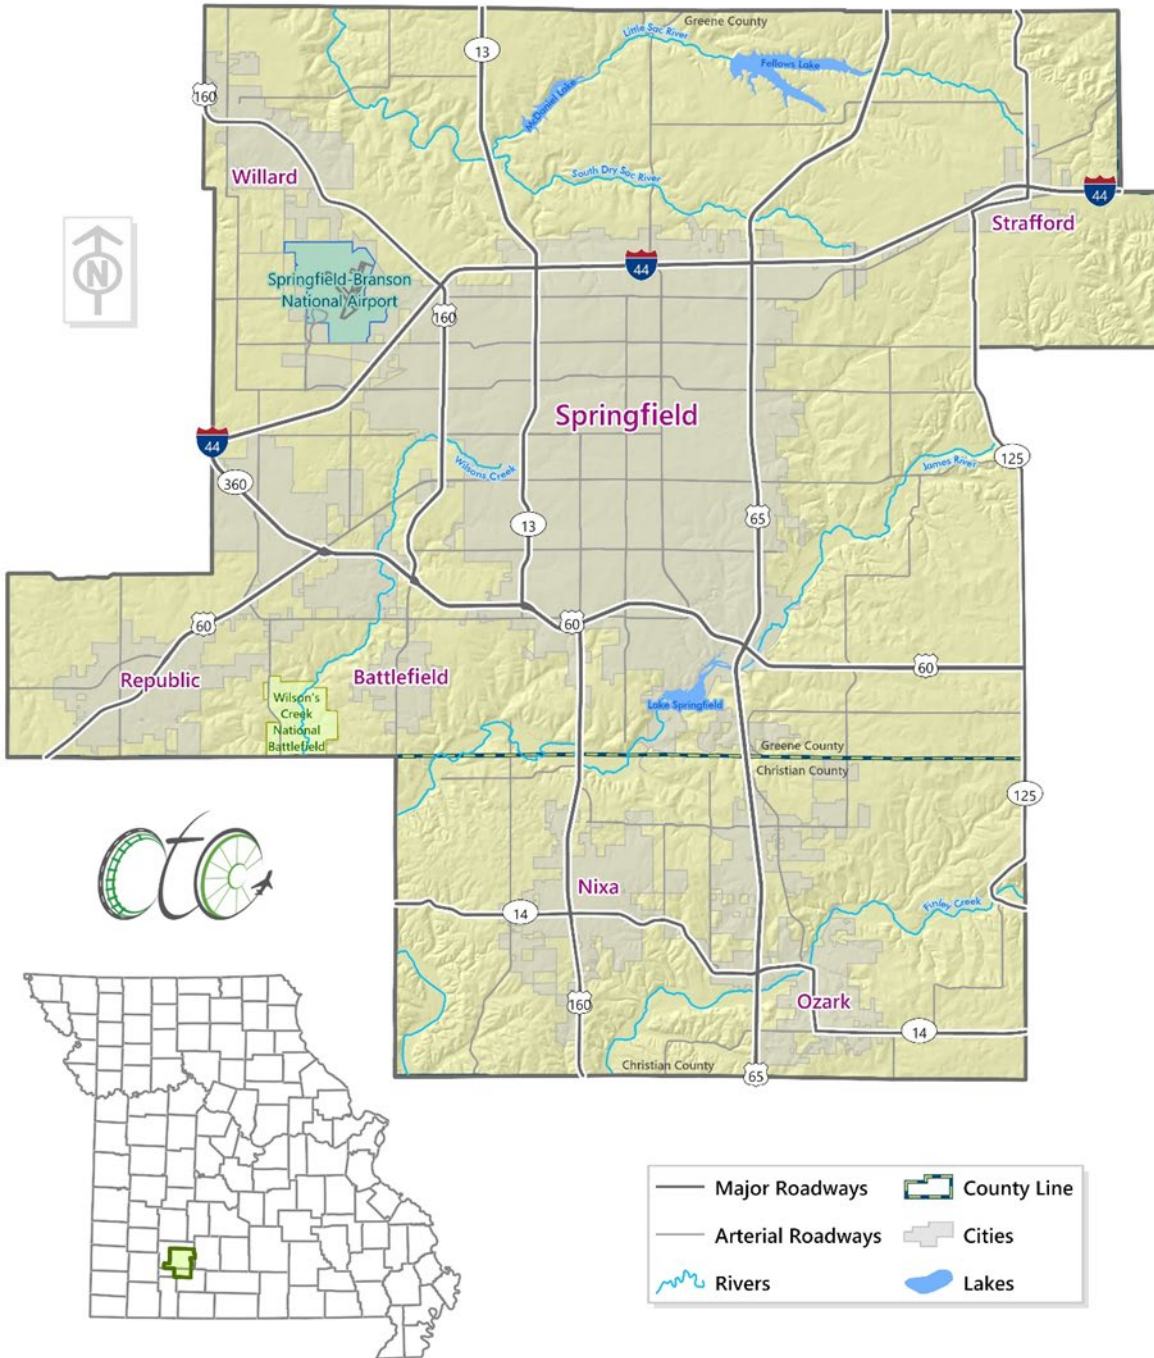 Greene County
Little Sac River
13
Fellows Lake
160
McDaniel Lake
Willard
South Dry Sac River
44
Strafford
N
44
Springfield-Branson
National Airport
160
Springfield
44
Wilsons Creek
James River
125
360
13
65
60
60
60
Republic
Battlefield
Wilson's
Creek
National
Battlefield
Lake Springfield
Greene County
Christian County
125
cto
Nixa
14
Finley Creek
160
Ozark
14
Christian County
65
Major Roadways
County Line
Arterial Roadways
Cities
Rivers
Lakes